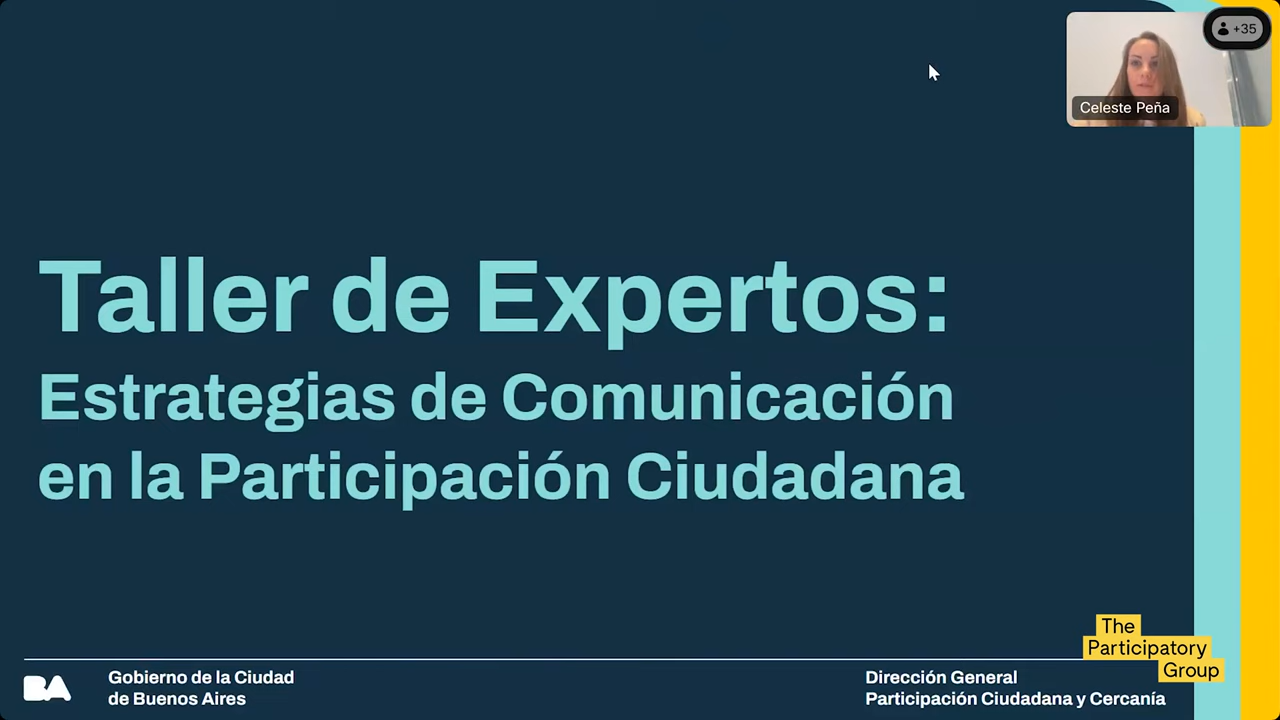 +35
Celeste Peña
Taller de Expertos:
Estrategias de Comunicación
en la Participación Ciudadana
The
Participatory
Group
BA
Gobierno de la Ciudad
de Buenos Aires
Dirección General
Participación Ciudadana y Cercanía